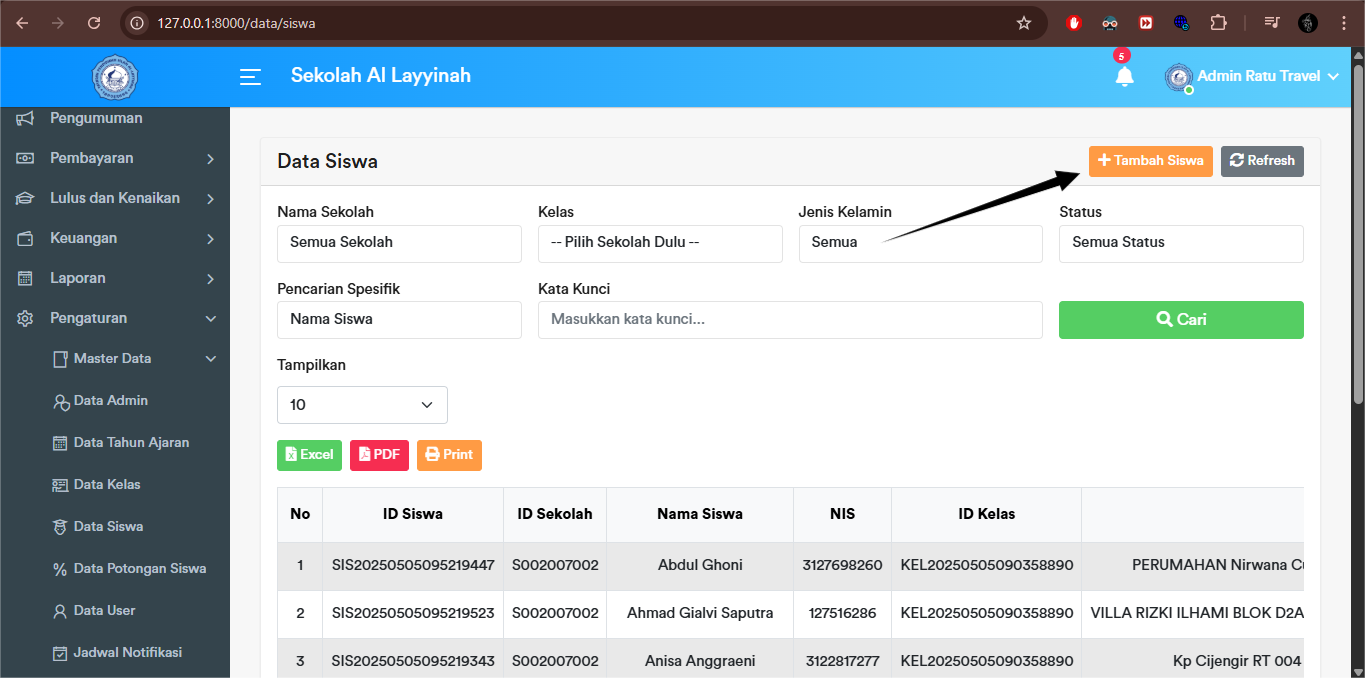 127.0.0.1:8000/data/siswa
Sekolah Al Layyinah
5
Admin Ratu Travel
Pengumuman
Pembayaran
Lulus dan Kenaikan
Keuangan
Laporan
Pengaturan
Master Data
Data Admin
Data Tahun Ajaran
Data Kelas
Data Siswa
Data Potongan Siswa
Data User
Jadwal Notifikasi
Data Siswa
Tambah Siswa Refresh
Nama Sekolah Kelas Jenis Kelamin Status
Semua Sekolah -- Pilih Sekolah Dulu -- Semua Semua Status
Pencarian Spesifik Kata Kunci
Nama Siswa Masukkan kata kunci... Cari
Tampilkan
10
Excel PDF Print
No ID Siswa ID Sekolah Nama Siswa NIS ID Kelas
1 SIS20250505095219447 S002007002 Abdul Ghoni 3127698260 KEL20250505090358890 PERUMAHAN Nirwana
2 SIS20250505095219523 S002007002 Ahmad Gialvi Saputra 127516286 KEL20250505090358890 VILLA RIZKI ILHAMI BLOK D2A
3 SIS20250505095219343 S002007002 Anisa Anggraeni 3122817277 KEL20250505090358890 Kp Cijengir RT 004